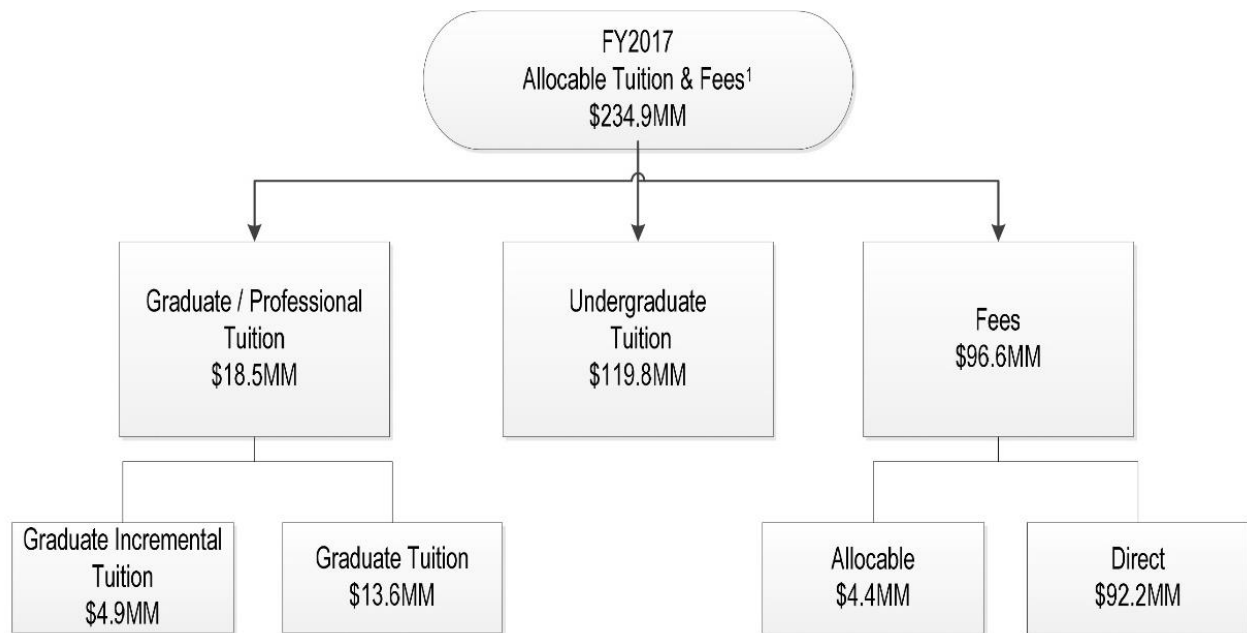 FY2017
Allocable Tuition & Fees¹
$234.9MM
Graduate / Professional
Tuition
$18.5MM
Undergraduate
Tuition
$119.8MM
Fees
$96.6MM
Graduate Incremental
Tuition
$4.9MM
Graduate Tuition
$13.6MM
Allocable
$4.4MM
Direct
$92.2MM